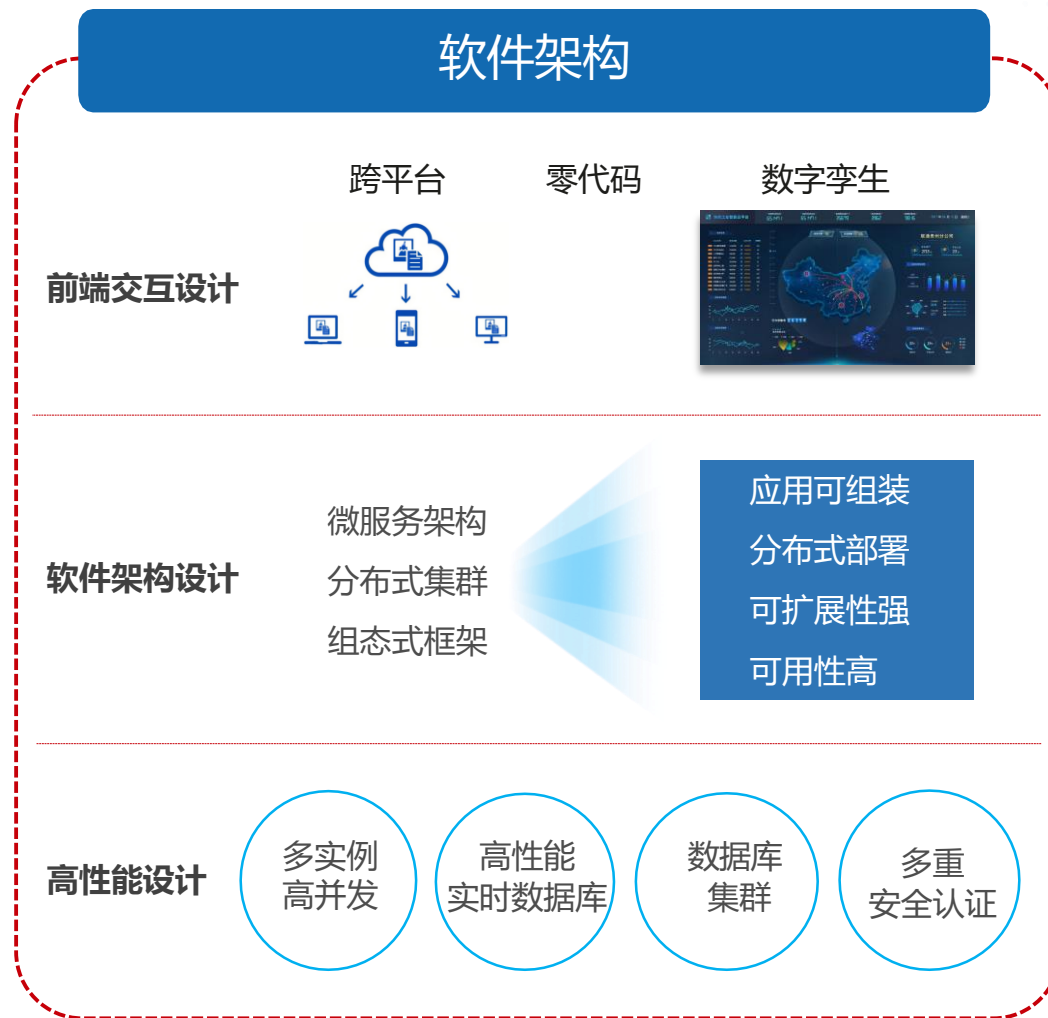 软件架构
跨平台
零代码
数字孪生
前端交互设计
软件架构设计
微服务架构
分布式集群
组态式框架
应用可组装
分布式部署
可扩展性强
可用性高
高性能设计
多实例
高并发
高性能
实时数据库
数据库
集群
多重
安全认证